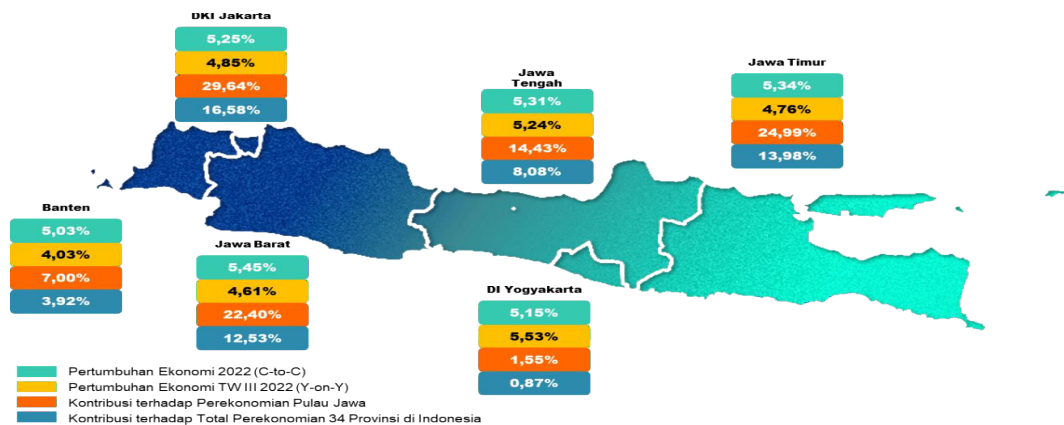 DKI Jakarta
5,25%
4,85%
29,64%
16,58%
Jawa
Tengah
5,31%
5,24%
14,43%
8,08%
Jawa Timur
5,34%
4,76%
24,99%
13,98%
Banten
5,03%
4,03%
7,00%
3,92%
Jawa Barat
5,45%
4,61%
22,40%
12,53%
DI Yogyakarta
5,15%
5,53%
1,55%
0,87%
Pertumbuhan Ekonomi 2022 (C-to-C)
Pertumbuhan Ekonomi TW III 2022 (Y-on-Y)
Kontribusi terhadap Perekonomian Pulau Jawa
Kontribusi terhadap Total Perekonomian 34 Provinsi di Indonesia